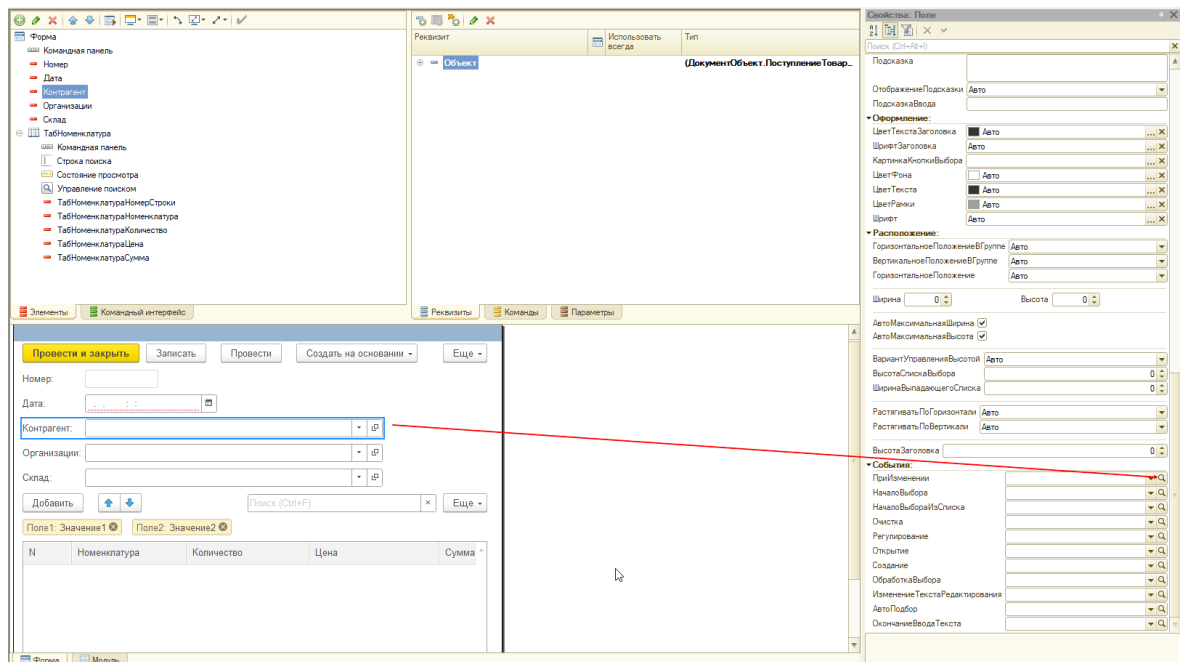 Форма
Командная панель
Номер
Дата
Контрагент
Организации
Склад
ТабНоменклатура
Командная панель
Строка поиска
Состояние просмотра
Управление поиском
ТабНоменклатураНомерСтроки
ТабНоменклатураНоменклатура
ТабНоменклатураКоличество
ТабНоменклатураЦена
ТабНоменклатураСумма
Элементы
Командный интерфейс
Реквизит
Использовать всегда
Тип
Объект
(ДокументОбъект.ПоступлениеТовар...
Реквизиты
Команды
Параметры
Провести и закрыть
Записать
Провести
Создать на основании
Еще
Номер:
Дата:
. . : :
Контрагент:
Организации:
Склад:
Добавить
Поиск (Ctrl+F)
×
Еще
Поле1: Значение1
Поле2: Значение2
N
Номенклатура
Количество
Цена
Сумма
Форма
Модуль
Свойства: Поле
Поиск (Ctrl+Alt+I)
Подсказка
ОтображениеПодсказки Авто
ПодсказкаВвода
Оформление:
ЦветТекстаЗаголовка Авто ...
ШрифтЗаголовка Авто ...
КартинкаКнопкиВыбора ...
ЦветФона Авто ...
ЦветТекста Авто ...
ЦветРамки Авто ...
Шрифт Авто ...
Расположение:
ГоризонтальноеПоложениеВГруппе Авто
ВертикальноеПоложениеВГруппе Авто
ГоризонтальноеПоложение Авто
Ширина 0 Высота 0
АвтоМаксимальнаяШирина
АвтоМаксимальнаяВысота
ВариантУправленияВысотой Авто
ВысотаСпискаВыбора 0
ШиринаВыпадающегоСписка 0
РастягиватьПоГоризонтали Авто
РастягиватьПоВертикали Авто
ВысотаЗаголовка 0
События:
ПриИзменении
НачалоВыбора
НачалоВыбораИзСписка
Очистка
Регулирование
Открытие
Создание
ОбработкаВыбора
ИзменениеТекстаРедактирования
АвтоПодбор
ОкончаниеВводаТекста